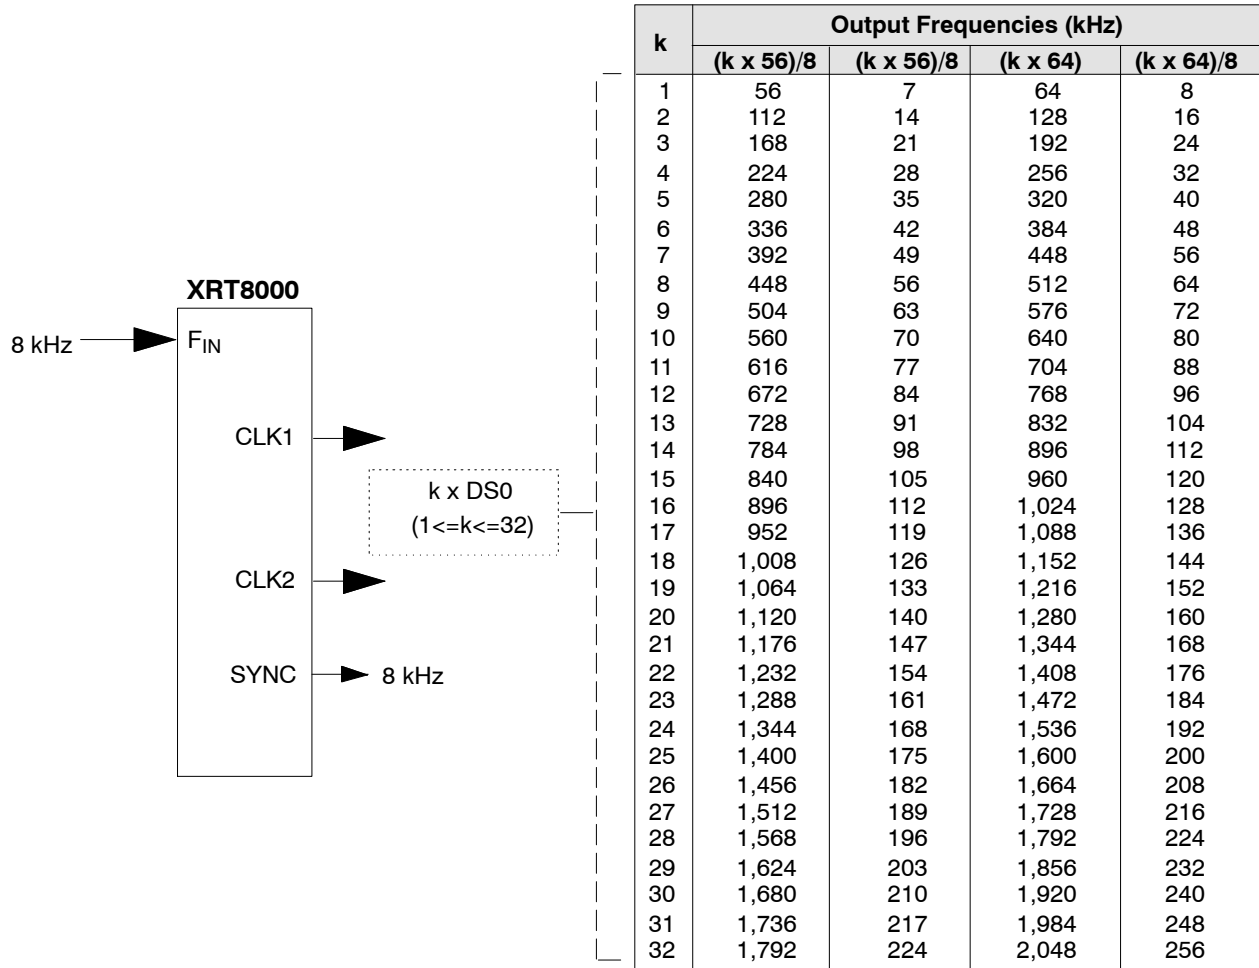 XRT8000
8 kHz
FIN
CLK1
k x DS0
(1<=k<=32)
CLK2
SYNC
8 kHz
k Output Frequencies (kHz)
(k x 56)/8 (k x 56)/8 (k x 64) (k x 64)/8
1 56 7 64 8
2 112 14 128 16
3 168 21 192 24
4 224 28 256 32
5 280 35 320 40
6 336 42 384 48
7 392 49 448 56
8 448 56 512 64
9 504 63 576 72
10 560 70 640 80
11 616 77 704 88
12 672 84 768 96
13 728 91 832 104
14 784 98 896 112
15 840 105 960 120
16 896 112 1,024 128
17 952 119 1,088 136
18 1,008 126 1,152 144
19 1,064 133 1,216 152
20 1,120 140 1,280 160
21 1,176 147 1,344 168
22 1,232 154 1,408 176
23 1,288 161 1,472 184
24 1,344 168 1,536 192
25 1,400 175 1,600 200
26 1,456 182 1,664 208
27 1,512 189 1,728 216
28 1,568 196 1,792 224
29 1,624 203 1,856 232
30 1,680 210 1,920 240
31 1,736 217 1,984 248
32 1,792 224 2,048 256